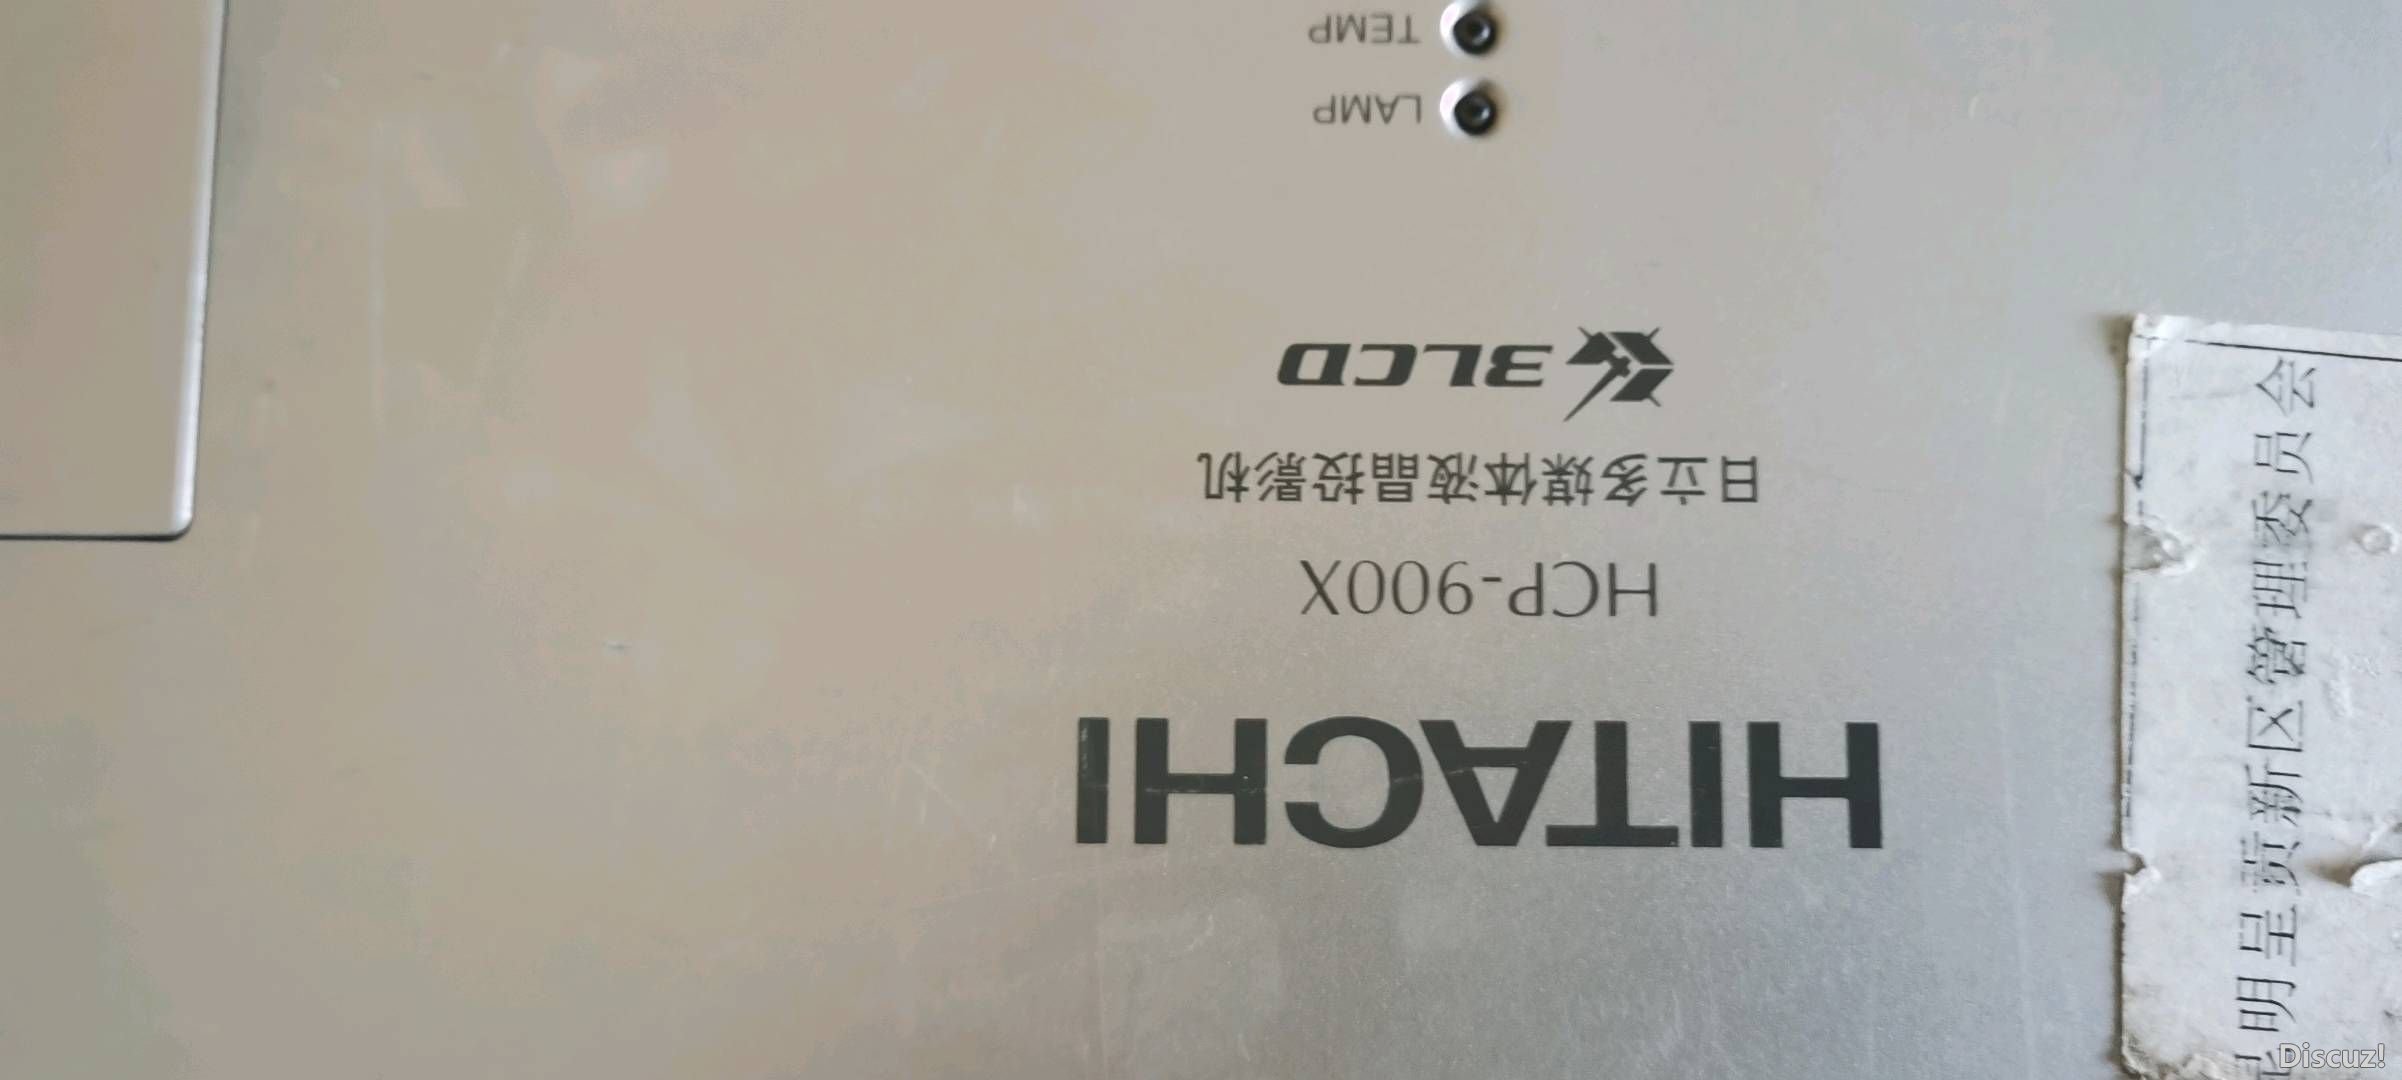 HITACHI
HCP-900X
日立多媒体液晶投影机
3LCD
LAMP
TEMP
明呈贡新区管理委员会
Discuz!